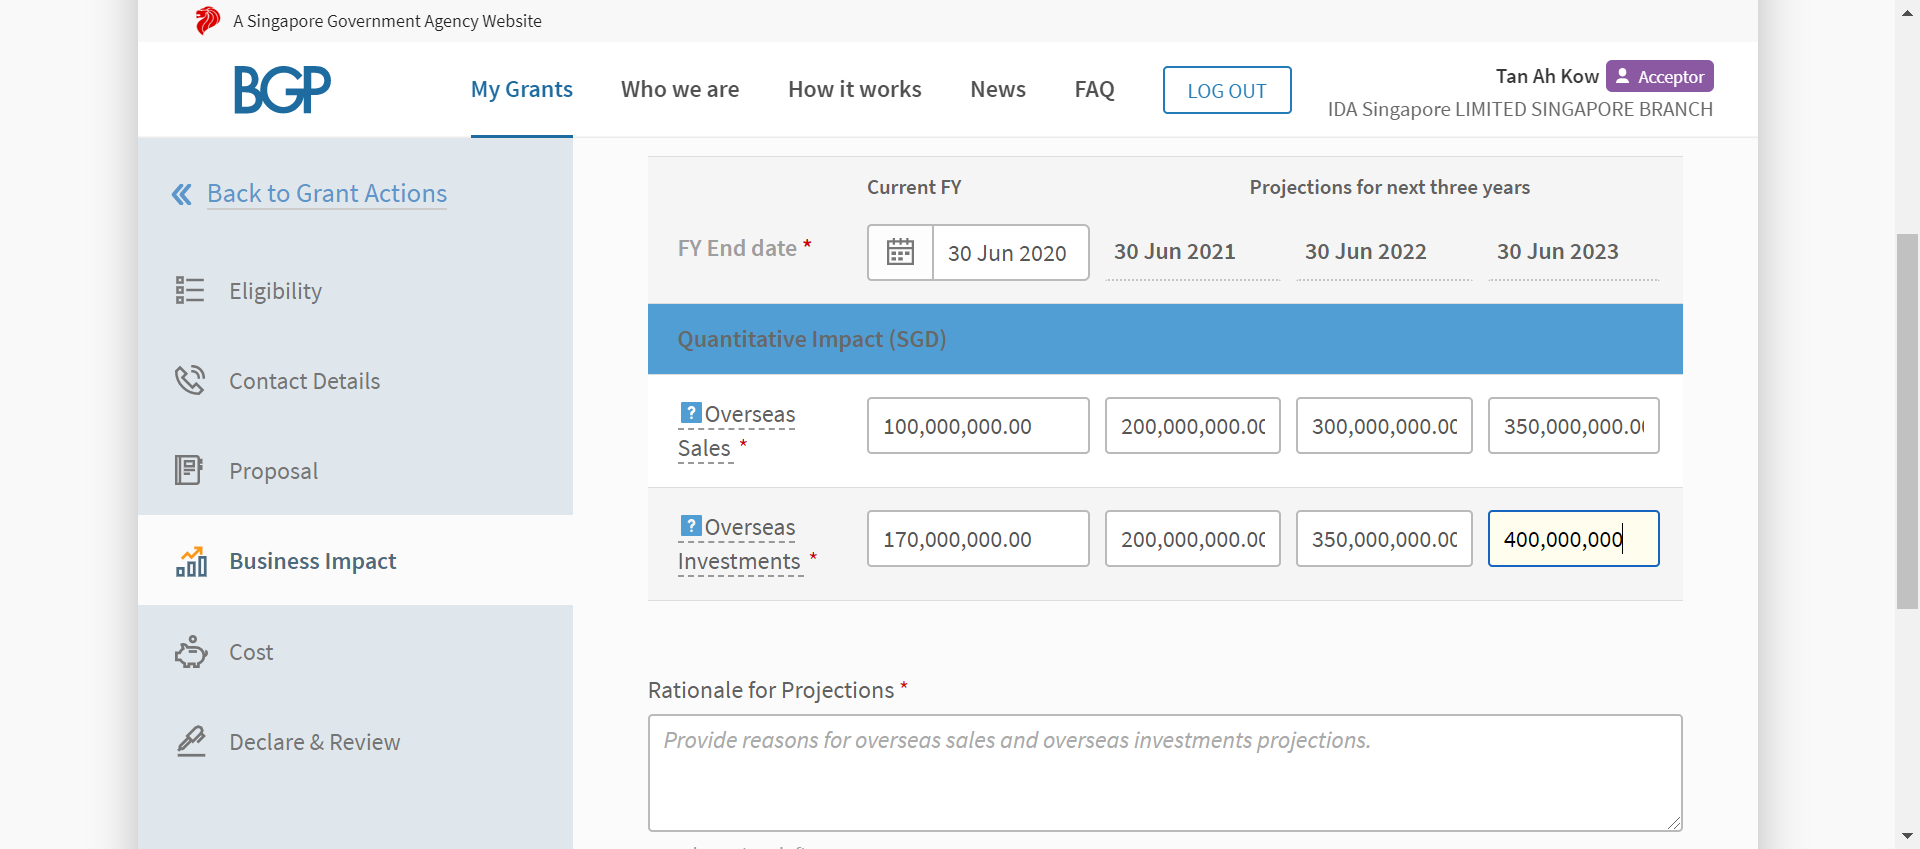 A Singapore Government Agency Website
BGP
My Grants
Who we are
How it works
News
FAQ
LOG OUT
Tan Ah Kow
Acceptor
IDA Singapore LIMITED SINGAPORE BRANCH
Back to Grant Actions
Eligibility
Contact Details
Proposal
Business Impact
Cost
Declare & Review
Current FY
Projections for next three years
FY End date *
30 Jun 2020
30 Jun 2021
30 Jun 2022
30 Jun 2023
Quantitative Impact (SGD)
? Overseas
Sales *
100,000,000.00
200,000,000.00
300,000,000.00
350,000,000.0
? Overseas
Investments *
170,000,000.00
200,000,000.00
350,000,000.00
400,000,000
Rationale for Projections *
Provide reasons for overseas sales and overseas investments projections.